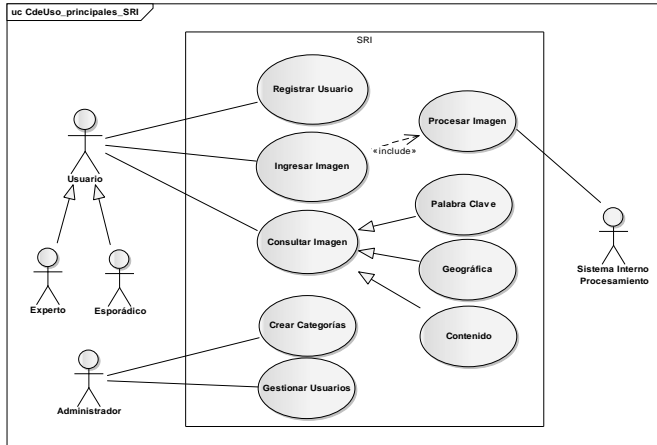 uc CdeUso_principales_SRI
SRI
Registrar Usuario
Procesar Imagen
«include»
Ingresar Imagen
Usuario
Palabra Clave
Consultar Imagen
Geográfica
Sistema Interno
Procesamiento
Experto
Esporádico
Crear Categorías
Contenido
Gestionar Usuarios
Administrador